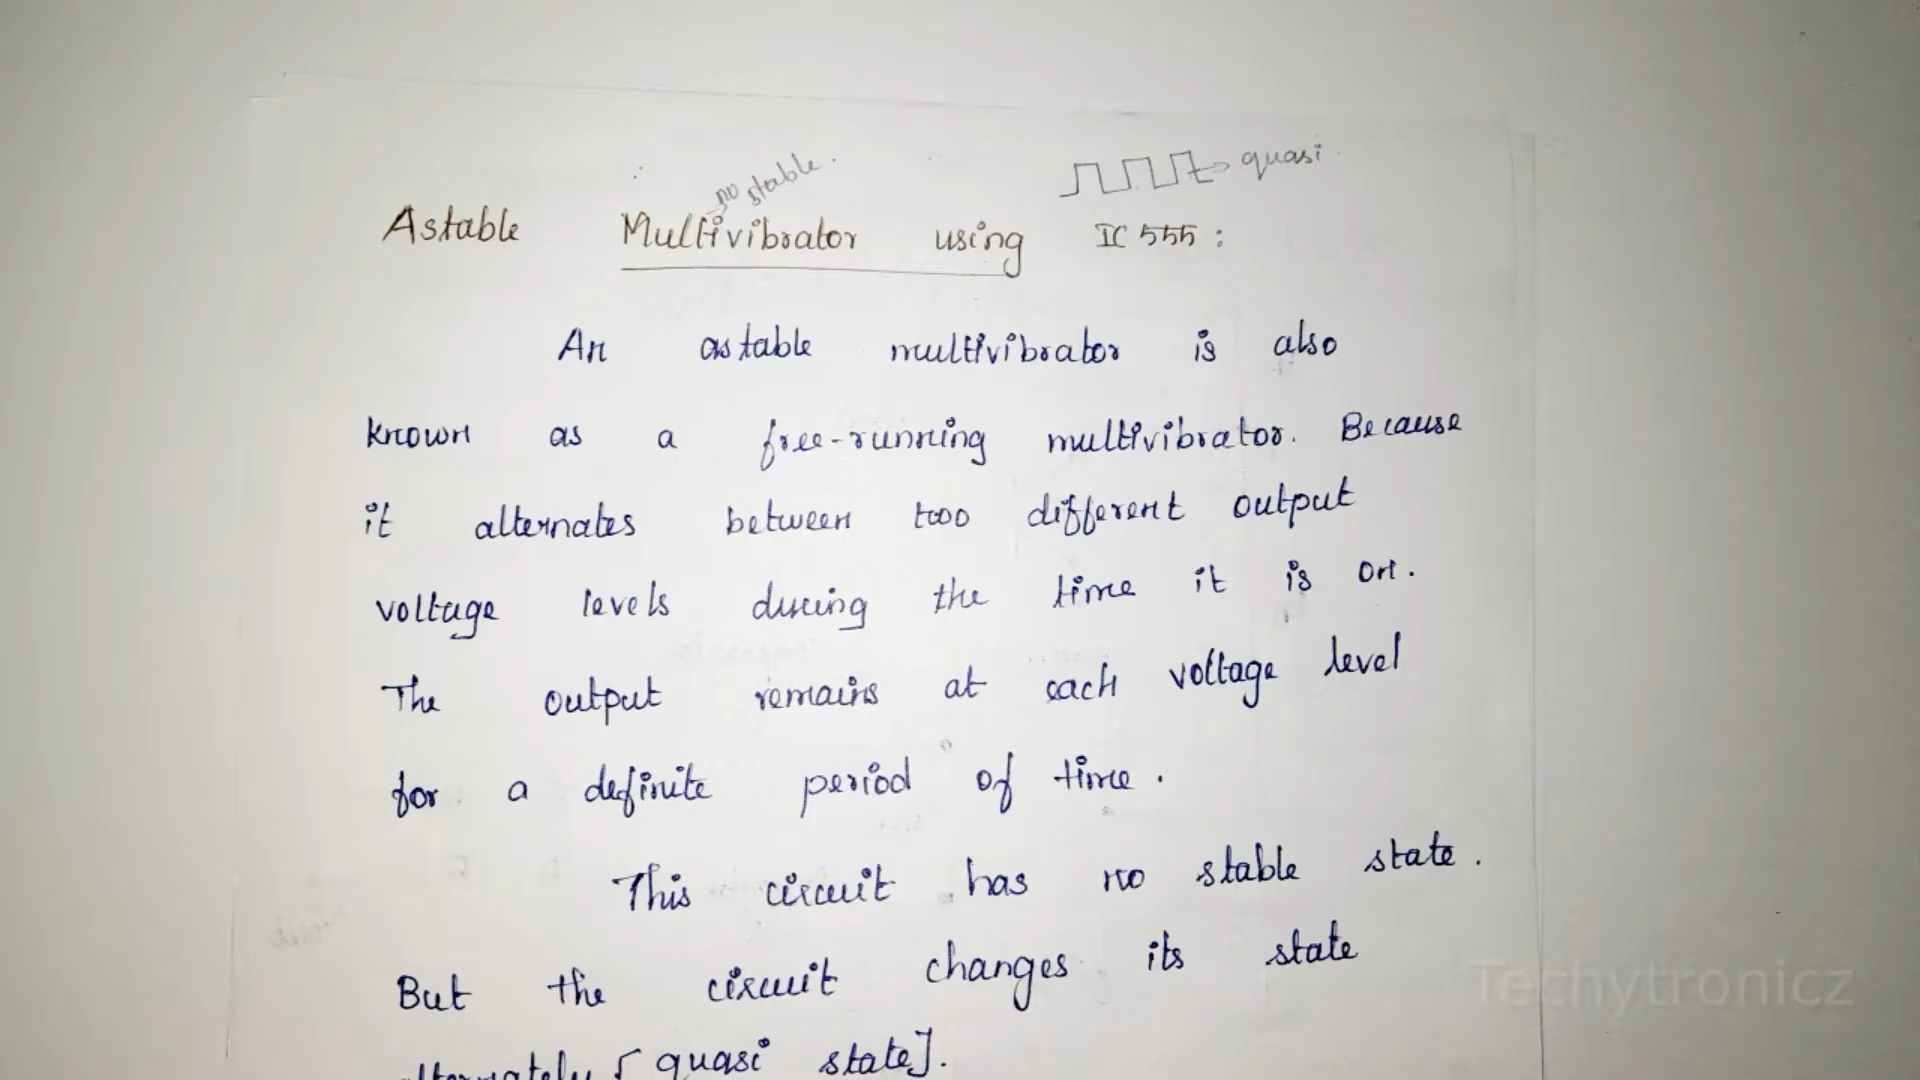 no stable.
quasi
Astable Multivibrator using IC 555 :
An astable multivibrator is also
known as a free-running multivibrator. Because
it alternates between two different output
voltage levels during the time it is on.
The output remains at each voltage level
for a definite period of time.
This circuit has no stable state.
But the circuit changes its state
alternately [quasi state].
Techytronicz